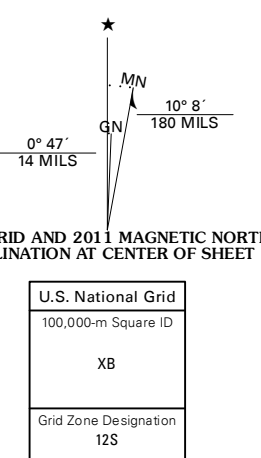 ★
MN
GN
10° 8´
180 MILS
0° 47´
14 MILS
RID AND 2011 MAGNETIC NORT
LINATION AT CENTER OF SHEET
U.S. National Grid
100,000-m Square ID
XB
Grid Zone Designation
12S